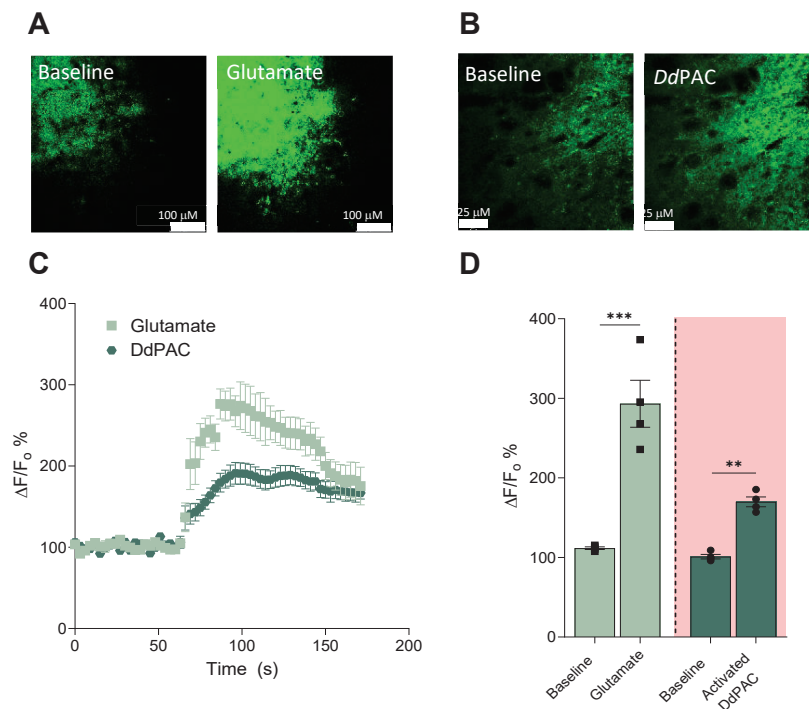 A
B
Baseline
Glutamate
Baseline
DdPAC
100 µM
100 µM
25 µM
25 µM
C
D
400
300
200
100
0
ΔF/Fo %
Glutamate
DdPAC
0
50
100
150
200
Time (s)
400
300
200
100
0
ΔF/Fo %
***
**
Baseline
Glutamate
Baseline
Activated
DdPAC